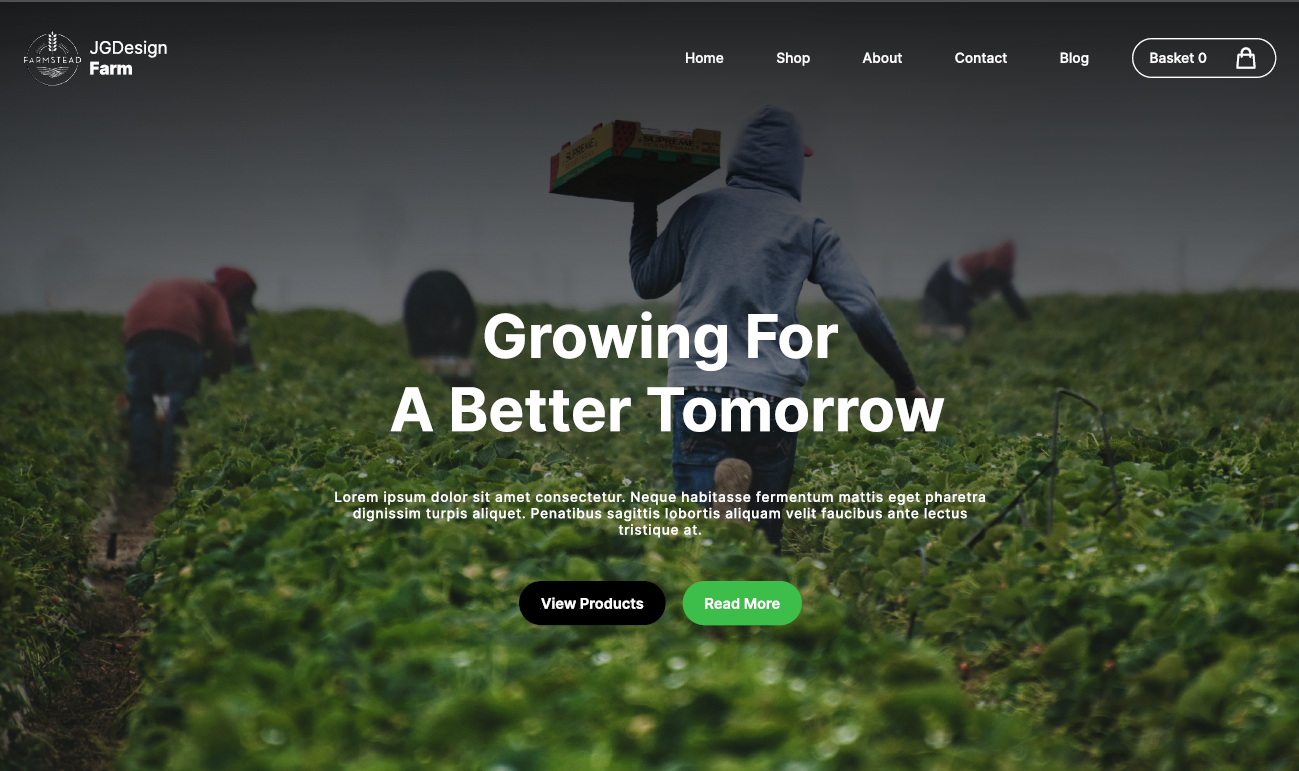 FARMSTEAD
JGDesign
Farm
Home
Shop
About
Contact
Blog
Basket 0
SUPREME
SUPREME
Growing For
A Better Tomorrow
Lorem ipsum dolor sit amet consectetur. Neque habitasse fermentum mattis eget pharetra
dignissim turpis aliquet. Penatibus sagittis lobortis aliquam velit faucibus ante lectus
tristique at.
View Products
Read More